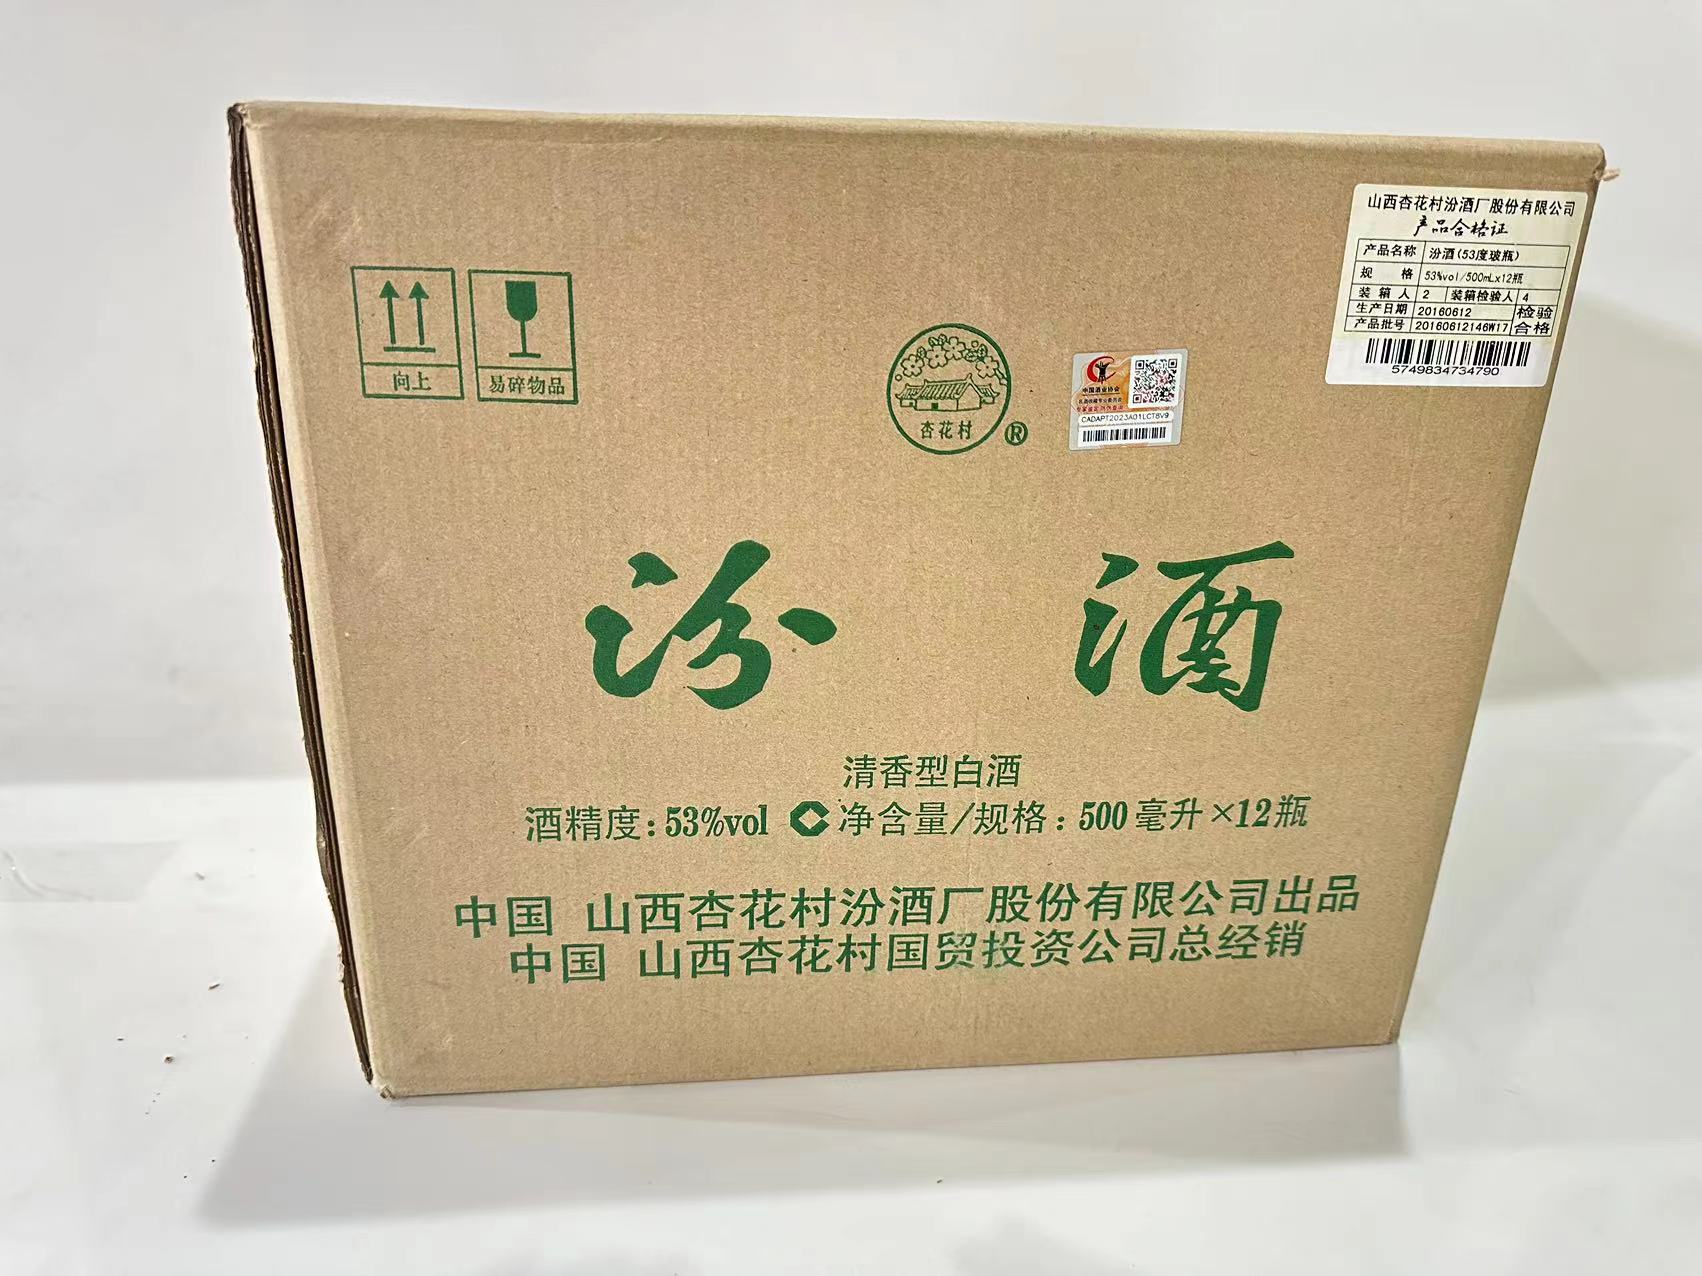 山西杏花村汾酒厂股份有限公司
产品合格证
产品名称 汾酒(53度玻瓶)
规 格 53%vol/500mLx12瓶
装箱人 2 装箱检验人 4
生产日期 20160612 检验
产品批号 20160612146W17 合格
5749834734790
向上
易碎物品
杏花村
®
中国酒业协会
CADAPT2023A01LCT8V9
汾 酒
清香型白酒
酒精度:53%vol 净含量/规格:500毫升×12瓶
中国 山西杏花村汾酒厂股份有限公司出品
中国 山西杏花村国贸投资公司总经销